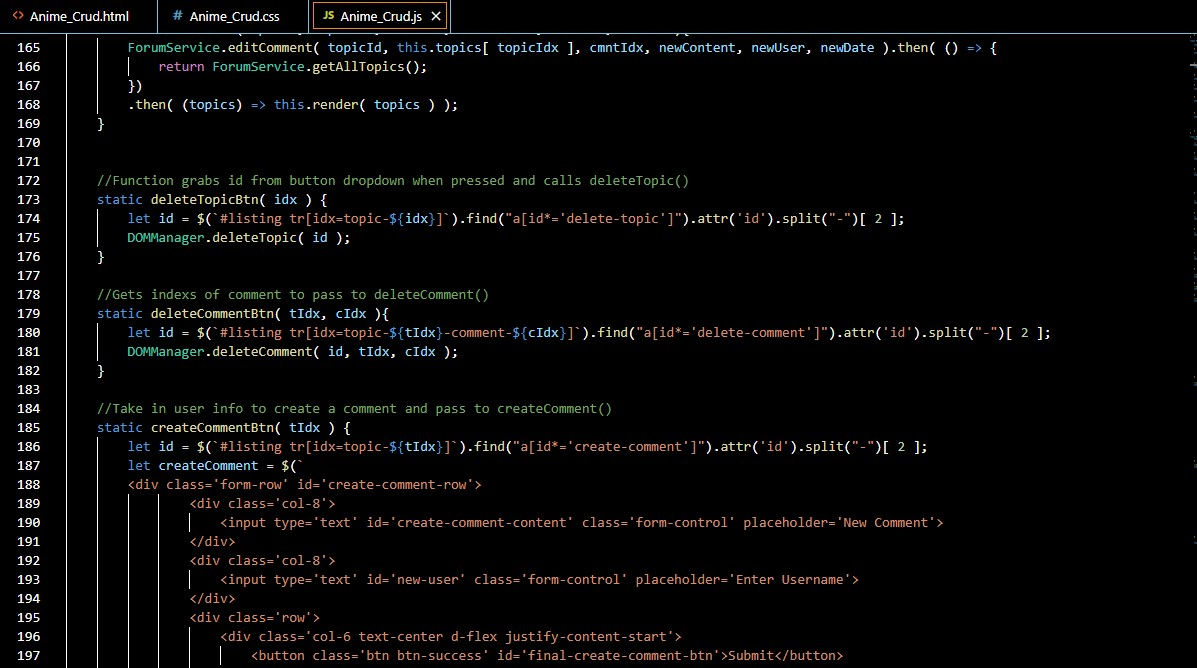 <> Anime_Crud.html # Anime_Crud.css JS Anime_Crud.js ×
165 ForumService.editComment( topicId, this.topics[ topicIdx ], cmntIdx, newContent, newUser, newDate ).then( () => {
166 return ForumService.getAllTopics();
167 })
168 .then( (topics) => this.render( topics ) );
169 }
170
171
172 //Function grabs id from button dropdown when pressed and calls deleteTopic()
173 static deleteTopicBtn( idx ) {
174 let id = $(`#listing tr[idx=topic-${idx}]`).find("a[id*='delete-topic']").attr('id').split("-")[ 2 ];
175 DOMManager.deleteTopic( id );
176 }
177
178 //Gets indexs of comment to pass to deleteComment()
179 static deleteCommentBtn( tIdx, cIdx ){
180 let id = $(`#listing tr[idx=topic-${tIdx}-comment-${cIdx}]`).find("a[id*='delete-comment']").attr('id').split("-")[ 2 ];
181 DOMManager.deleteComment( id, tIdx, cIdx );
182 }
183
184 //Take in user info to create a comment and pass to createComment()
185 static createCommentBtn( tIdx ) {
186 let id = $(`#listing tr[idx=topic-${tIdx}]`).find("a[id*='create-comment']").attr('id').split("-")[ 2 ];
187 let createComment = $(`
188 <div class='form-row' id='create-comment-row'>
189 <div class='col-8'>
190 <input type='text' id='create-comment-content' class='form-control' placeholder='New Comment'>
191 </div>
192 <div class='col-8'>
193 <input type='text' id='new-user' class='form-control' placeholder='Enter Username'>
194 </div>
195 <div class='row'>
196 <div class='col-6 text-center d-flex justify-content-start'>
197 <button class='btn btn-success' id='final-create-comment-btn'>Submit</button>